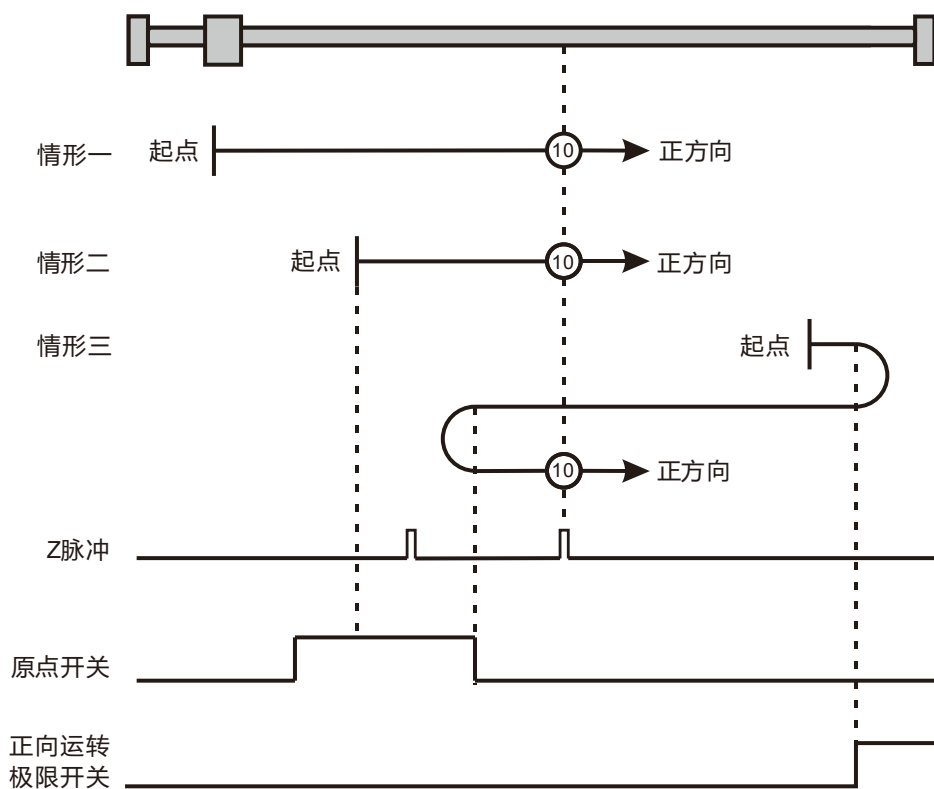 情形一 起点 10 正方向
情形二 起点 10 正方向
情形三 起点
10 正方向
Z脉冲
原点开关
正向运转
极限开关